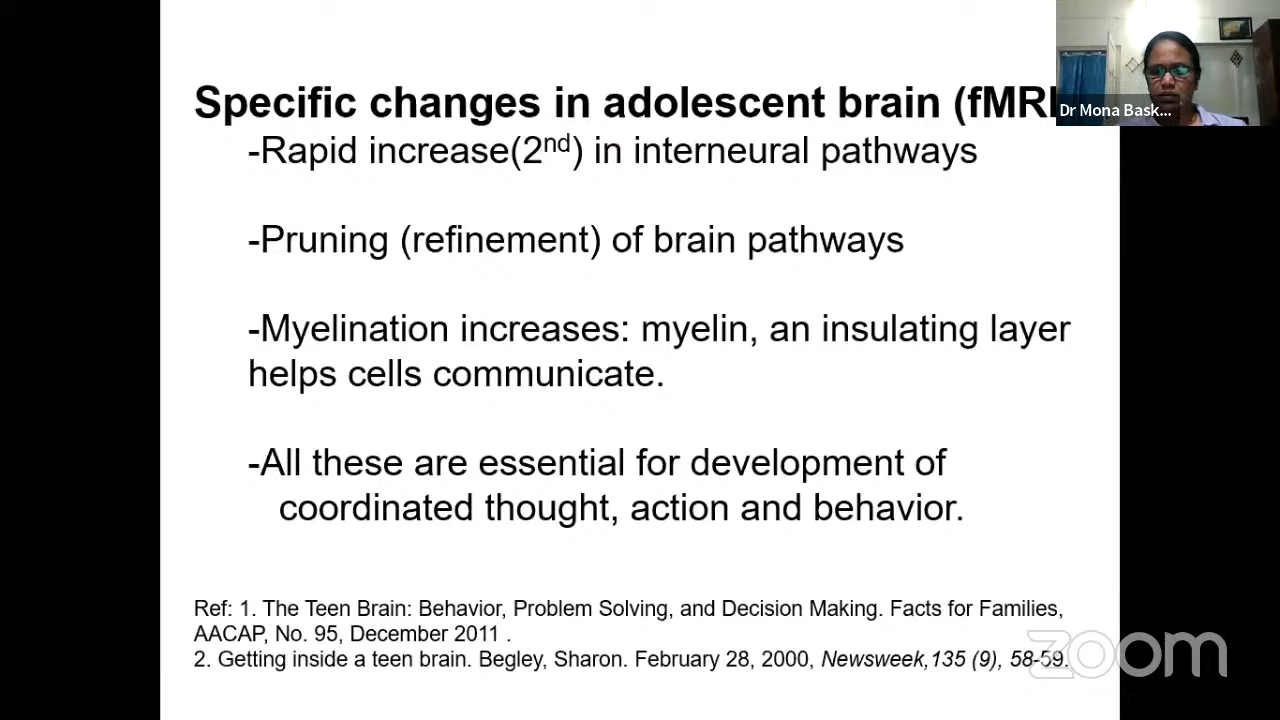 Specific changes in adolescent brain (fMRI
Dr Mona Bask...
-Rapid increase(2nd) in interneural pathways
-Pruning (refinement) of brain pathways
-Myelination increases: myelin, an insulating layer
helps cells communicate.
-All these are essential for development of
coordinated thought, action and behavior.
Ref: 1. The Teen Brain: Behavior, Problem Solving, and Decision Making. Facts for Families,
AACAP, No. 95, December 2011 .
2. Getting inside a teen brain. Begley, Sharon. February 28, 2000, Newsweek,135 (9), 58-59.
zoom